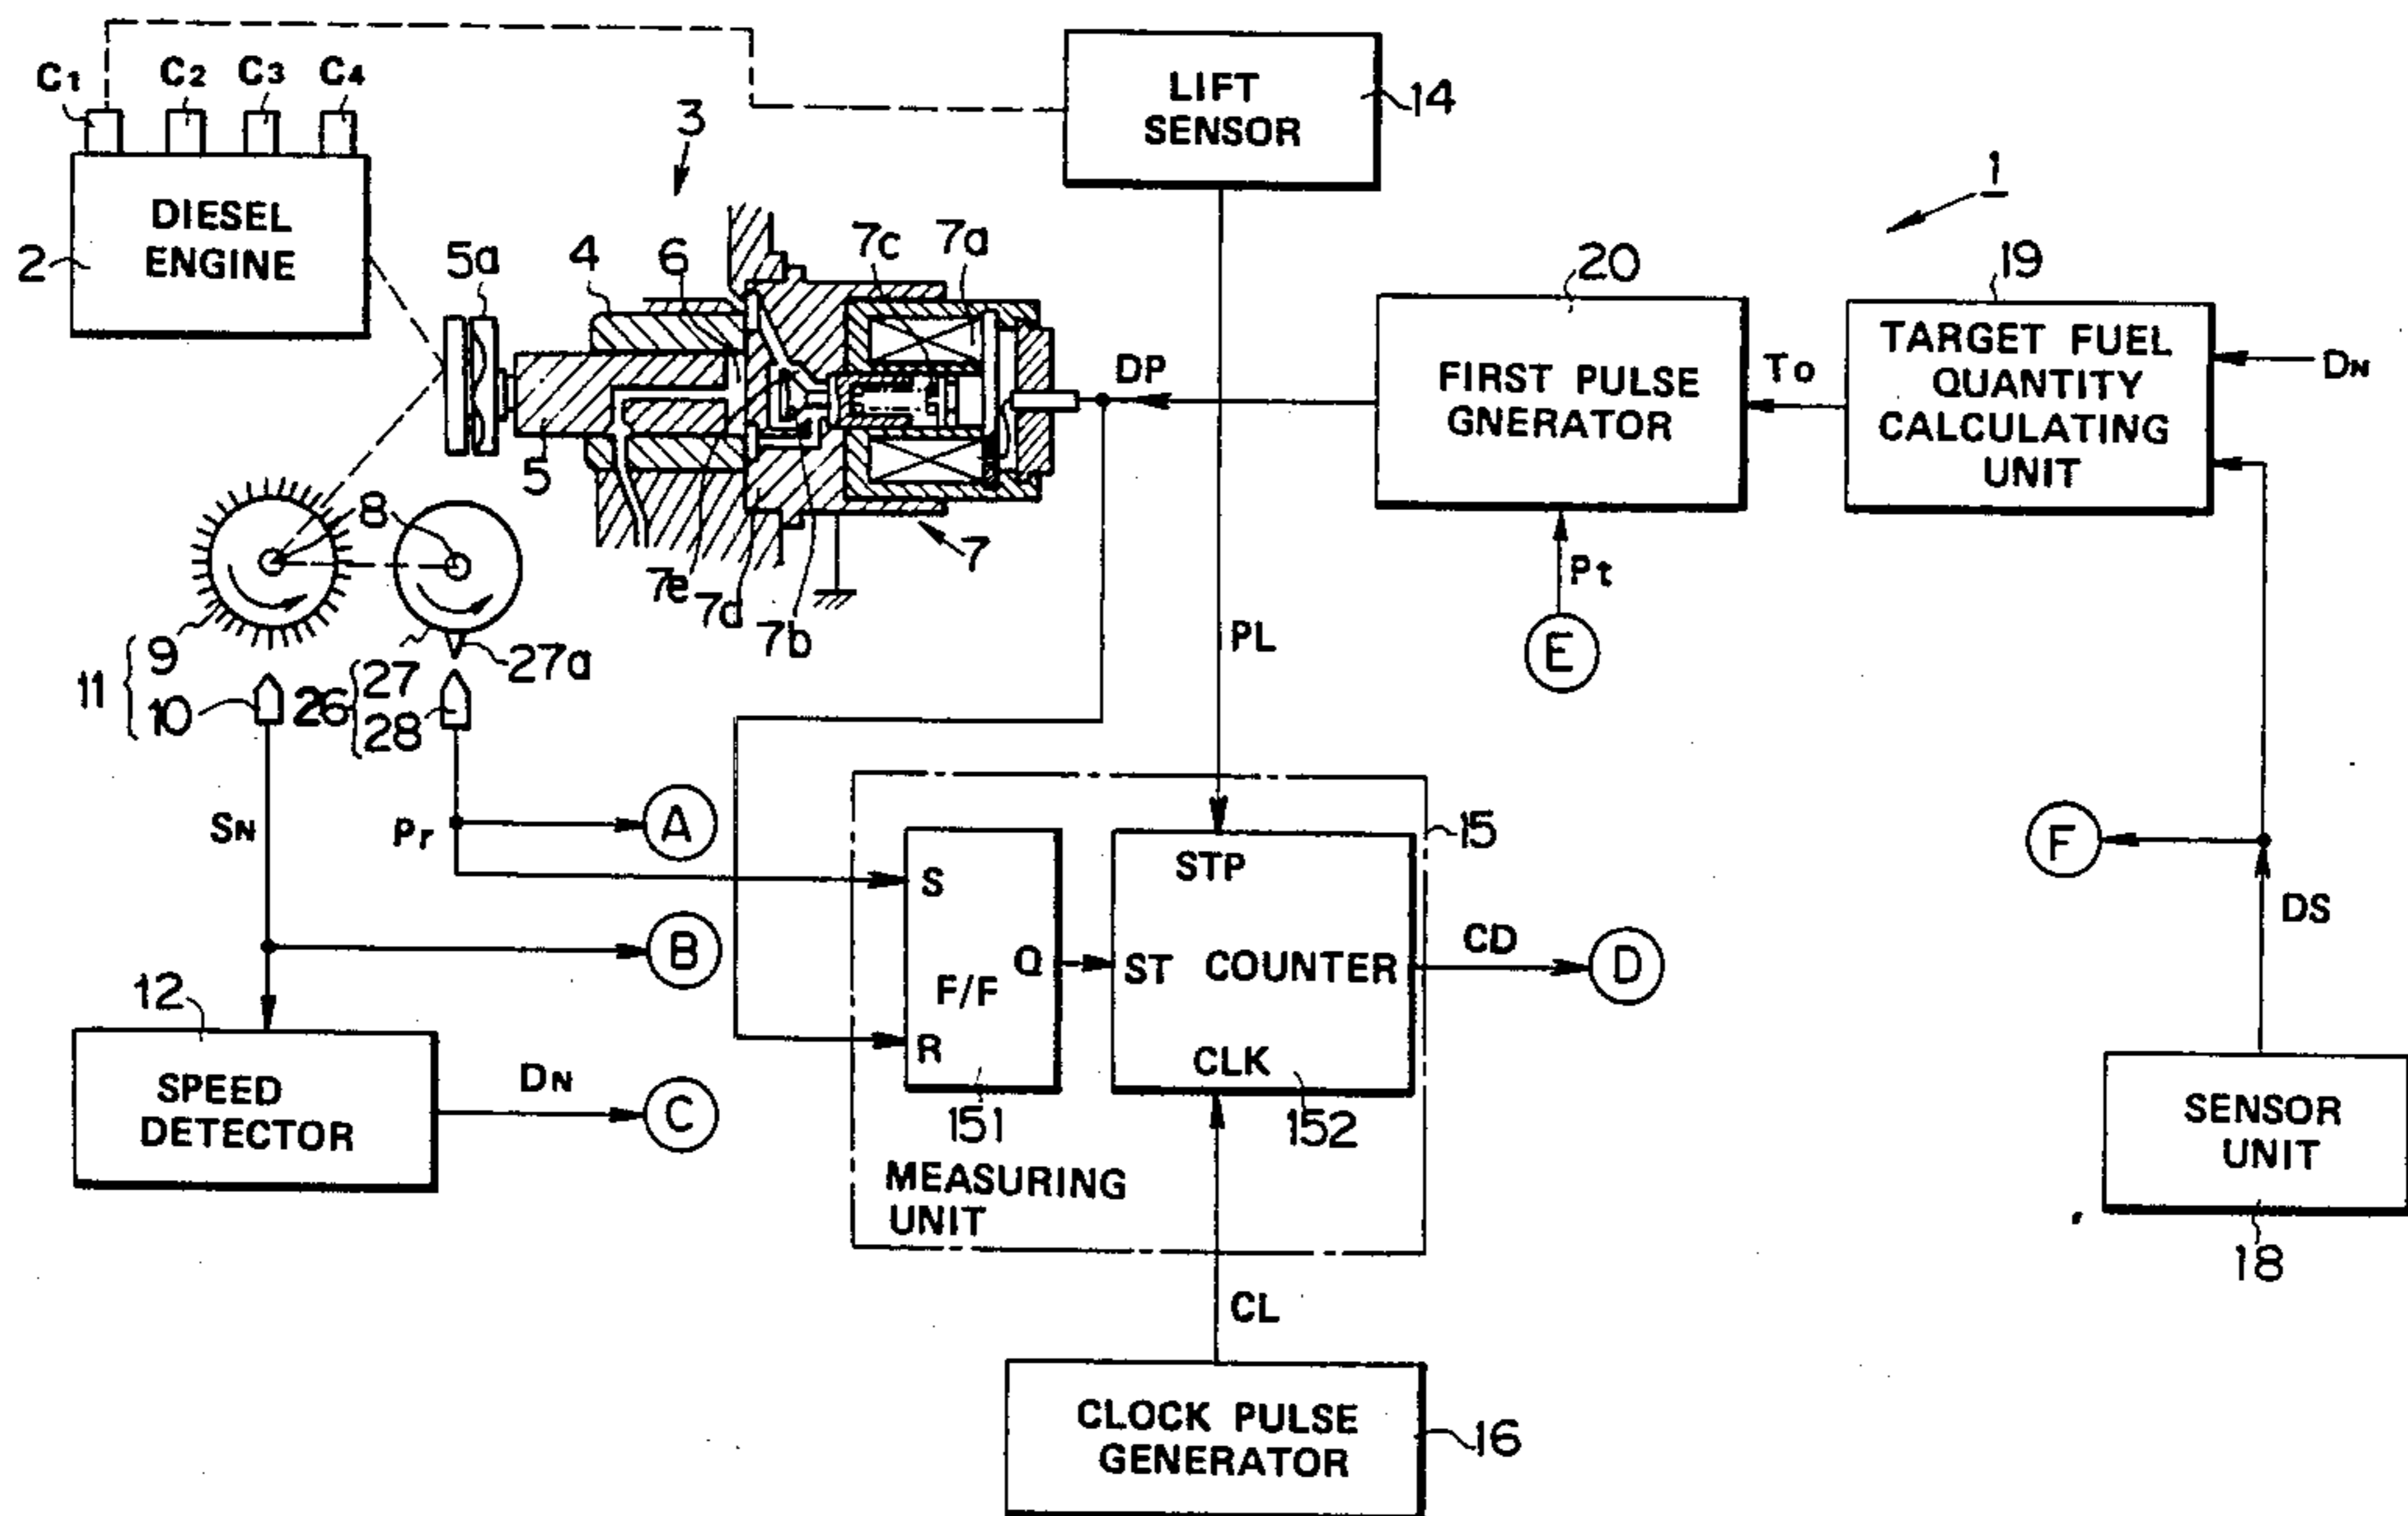 C1 C2 C3 C4
DIESEL
ENGINE
2
3
LIFT
SENSOR
14
1
5a
4
6
7c
7a
5
7e
7d
7b
7
DP
20
FIRST PULSE
GNERATOR
To
19
TARGET FUEL
QUANTITY
CALCULATING
UNIT
DN
Pt
E
8
11
9
10
26
27
28
27a
PL
SN
Pr
A
B
12
SPEED
DETECTOR
DN
C
S
Q
F/F
R
151
STP
ST COUNTER
CLK
152
15
MEASURING
UNIT
CD
D
F
DS
SENSOR
UNIT
18
CL
CLOCK PULSE
GENERATOR
16